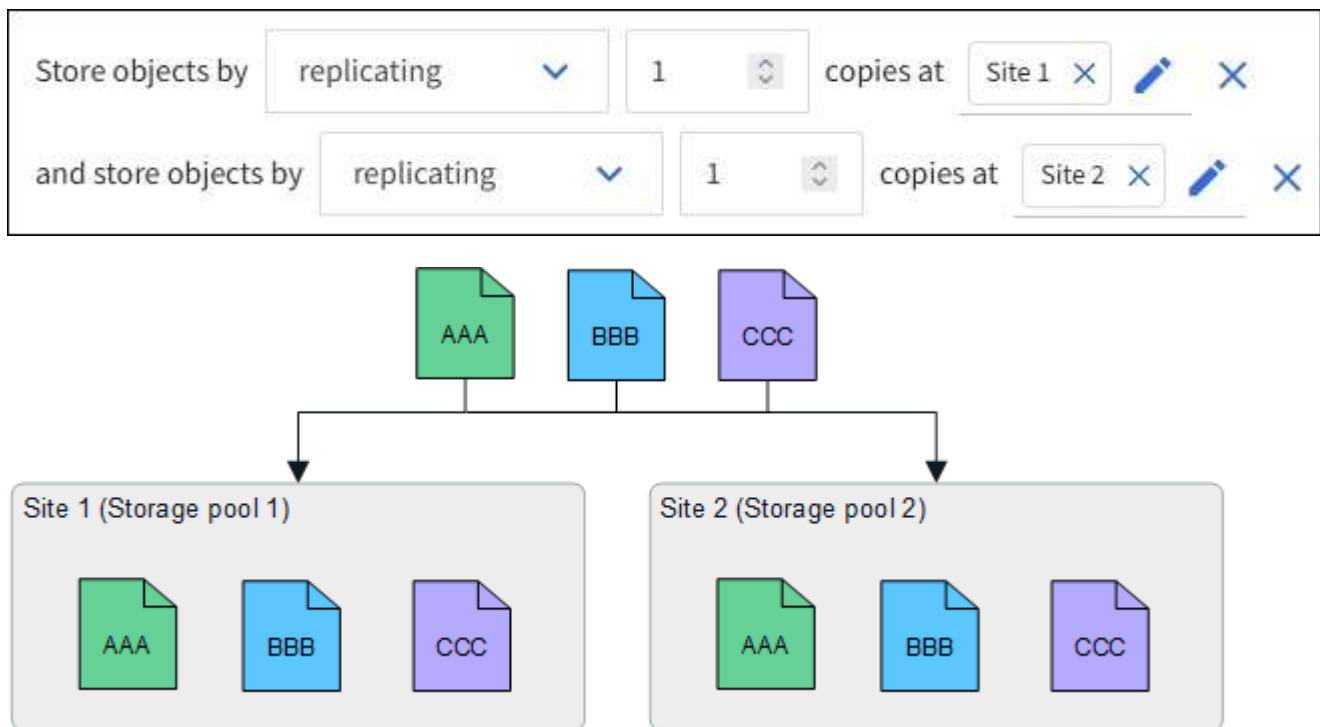 Store objects by replicating 1 copies at Site 1
and store objects by replicating 1 copies at Site 2
AAA BBB CCC
Site 1 (Storage pool 1) Site 2 (Storage pool 2)
AAA BBB CCC AAA BBB CCC